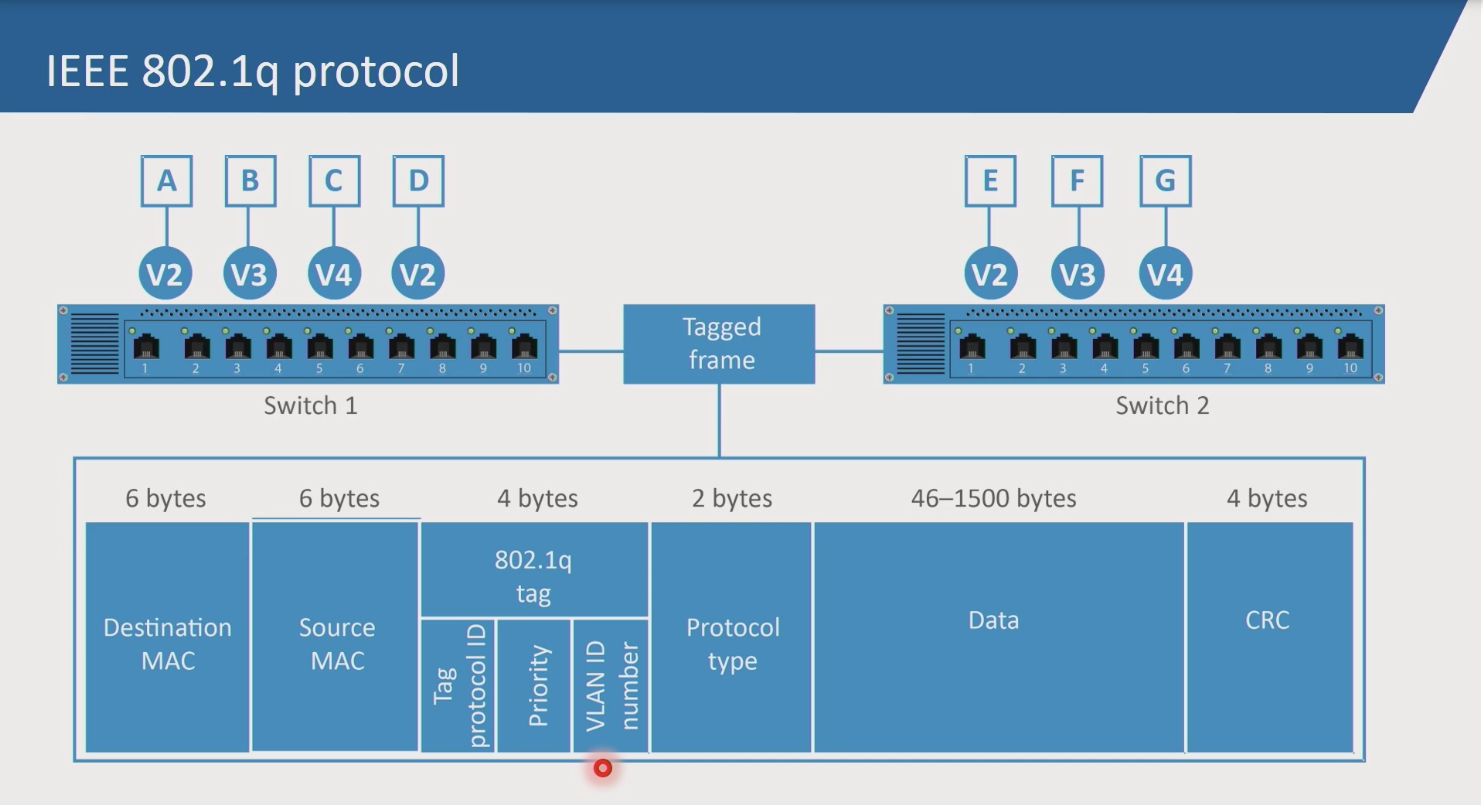 IEEE 802.1q protocol
A B C D E F G
V2 V3 V4 V2 V2 V3 V4
Tagged
frame
1 2 3 4 5 6 7 8 9 10
1 2 3 4 5 6 7 8 9 10
Switch 1
Switch 2
6 bytes
6 bytes
4 bytes
2 bytes
46–1500 bytes
4 bytes
Destination
MAC
Source
MAC
802.1q
tag
Tag
protocol ID
Priority
VLAN ID
number
Protocol
type
Data
CRC